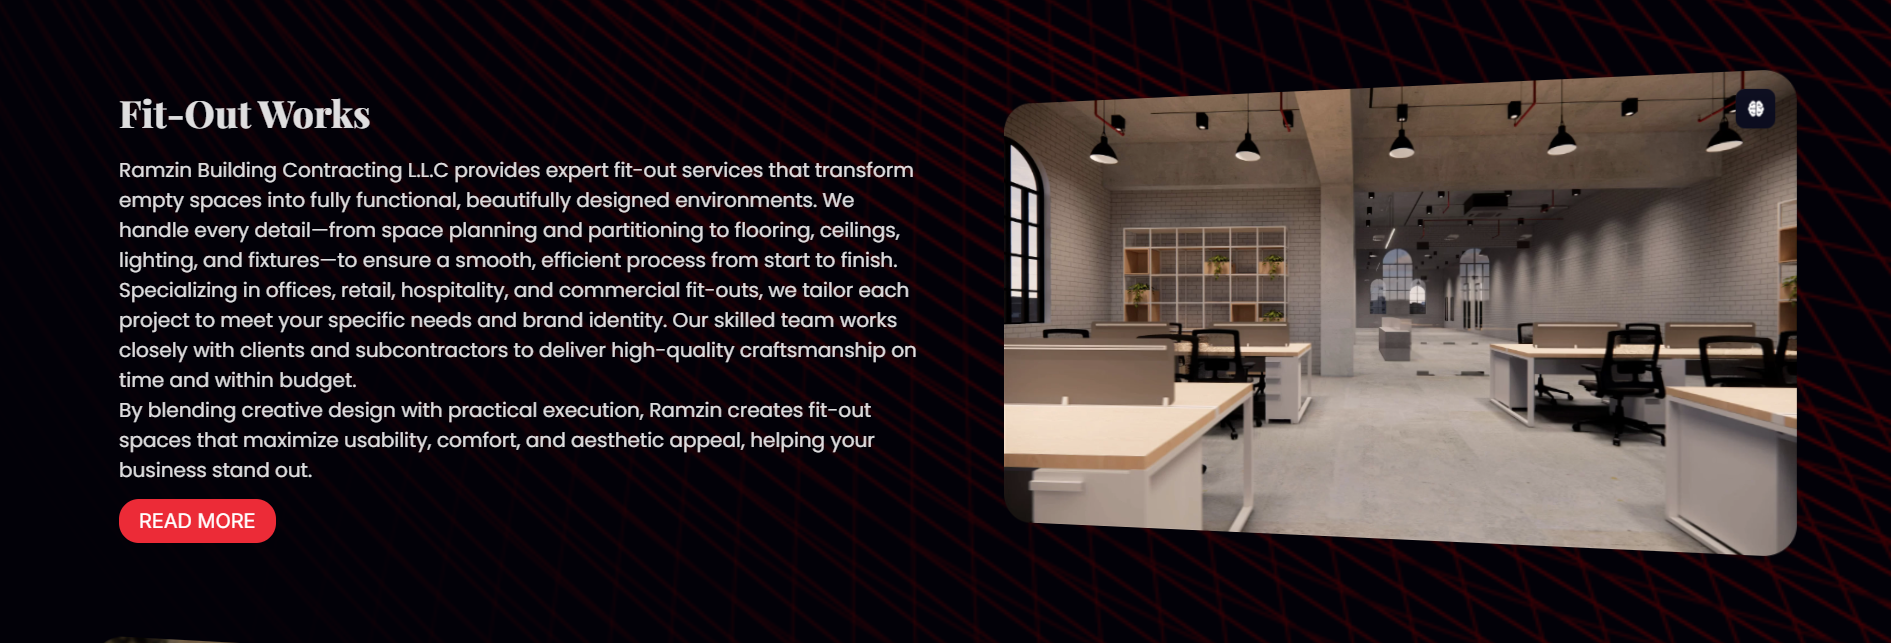 Fit-Out Works
Ramzin Building Contracting L.L.C provides expert fit-out services that transform
empty spaces into fully functional, beautifully designed environments. We
handle every detail—from space planning and partitioning to flooring, ceilings,
lighting, and fixtures—to ensure a smooth, efficient process from start to finish.
Specializing in offices, retail, hospitality, and commercial fit-outs, we tailor each
project to meet your specific needs and brand identity. Our skilled team works
closely with clients and subcontractors to deliver high-quality craftsmanship on
time and within budget.
By blending creative design with practical execution, Ramzin creates fit-out
spaces that maximize usability, comfort, and aesthetic appeal, helping your
business stand out.
READ MORE